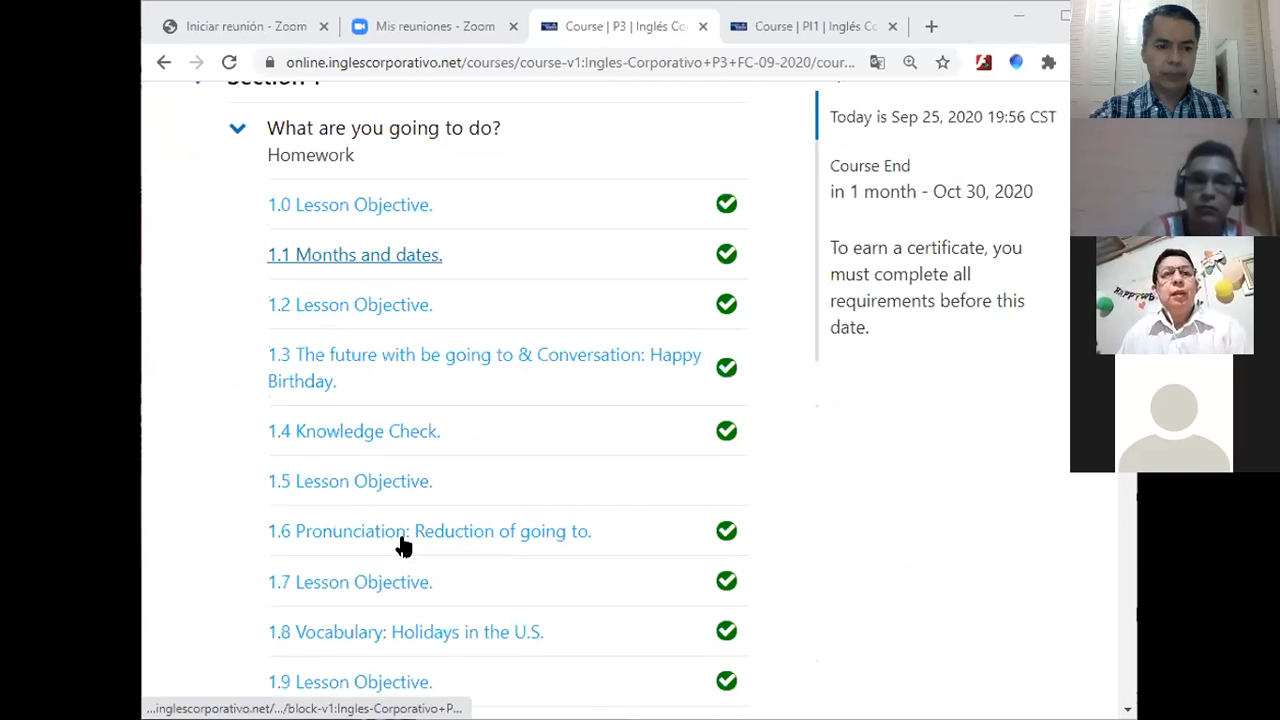 Iniciar reunión - Zoom
Mis reuniones - Zoom
Course | P3 | Inglés Co
Course | PI1 | Inglés C
online.inglescorporativo.net/courses/course-v1:Ingles-Corporativo+P3+FC-09-2020/cour...
What are you going to do?
Homework
1.0 Lesson Objective.
1.1 Months and dates.
1.2 Lesson Objective.
1.3 The future with be going to & Conversation: Happy
Birthday.
1.4 Knowledge Check.
1.5 Lesson Objective.
1.6 Pronunciation: Reduction of going to.
1.7 Lesson Objective.
1.8 Vocabulary: Holidays in the U.S.
1.9 Lesson Objective.
Today is Sep 25, 2020 19:56 CST
Course End
in 1 month - Oct 30, 2020
To earn a certificate, you
must complete all
requirements before this
date.
...inglescorporativo.net/.../block-v1:Ingles-Corporativo+P...